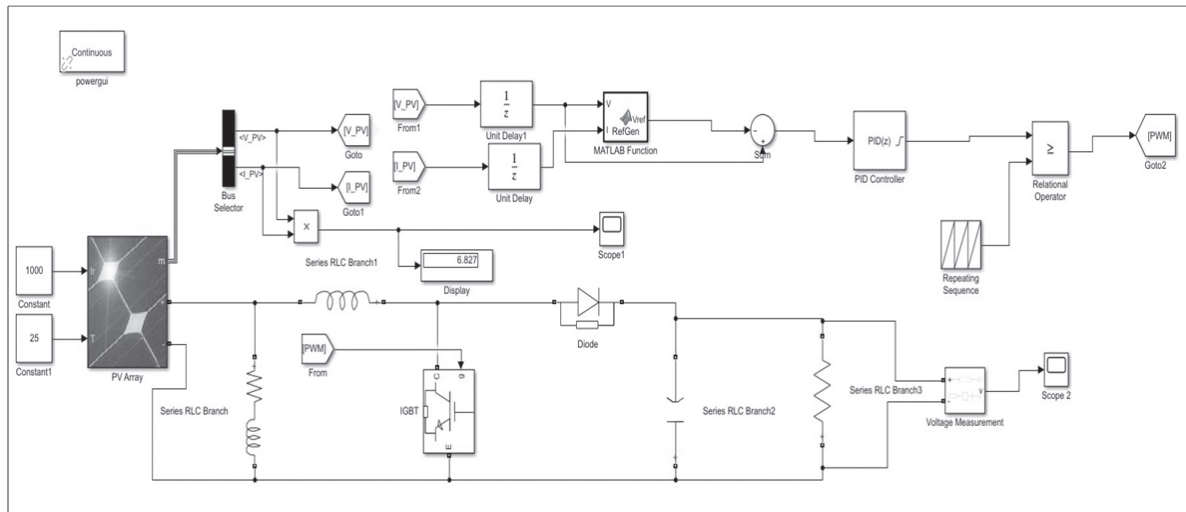 Continuous
powergui
<V_PV>
<I_PV>
Bus
Selector
[V_PV]
Goto
[I_PV]
Goto1
[V_PV]
From1
[I_PV]
From2
1
z
Unit Delay1
1
z
Unit Delay
V
I
Vref
RefGen
MATLAB Function
-
+
Sum
PID(z)
PID Controller
≥
Relational
Operator
[PWM]
Goto2
Repeating
Sequence
×
Scope1
6.827
Display
Series RLC Branch1
1000
Constant
25
Constant1
Ir
T
m
+
-
PV Array
Series RLC Branch
[PWM]
From
IGBT
C
g
E
Diode
Series RLC Branch2
Series RLC Branch3
+
-
v
Voltage Measurement
Scope 2